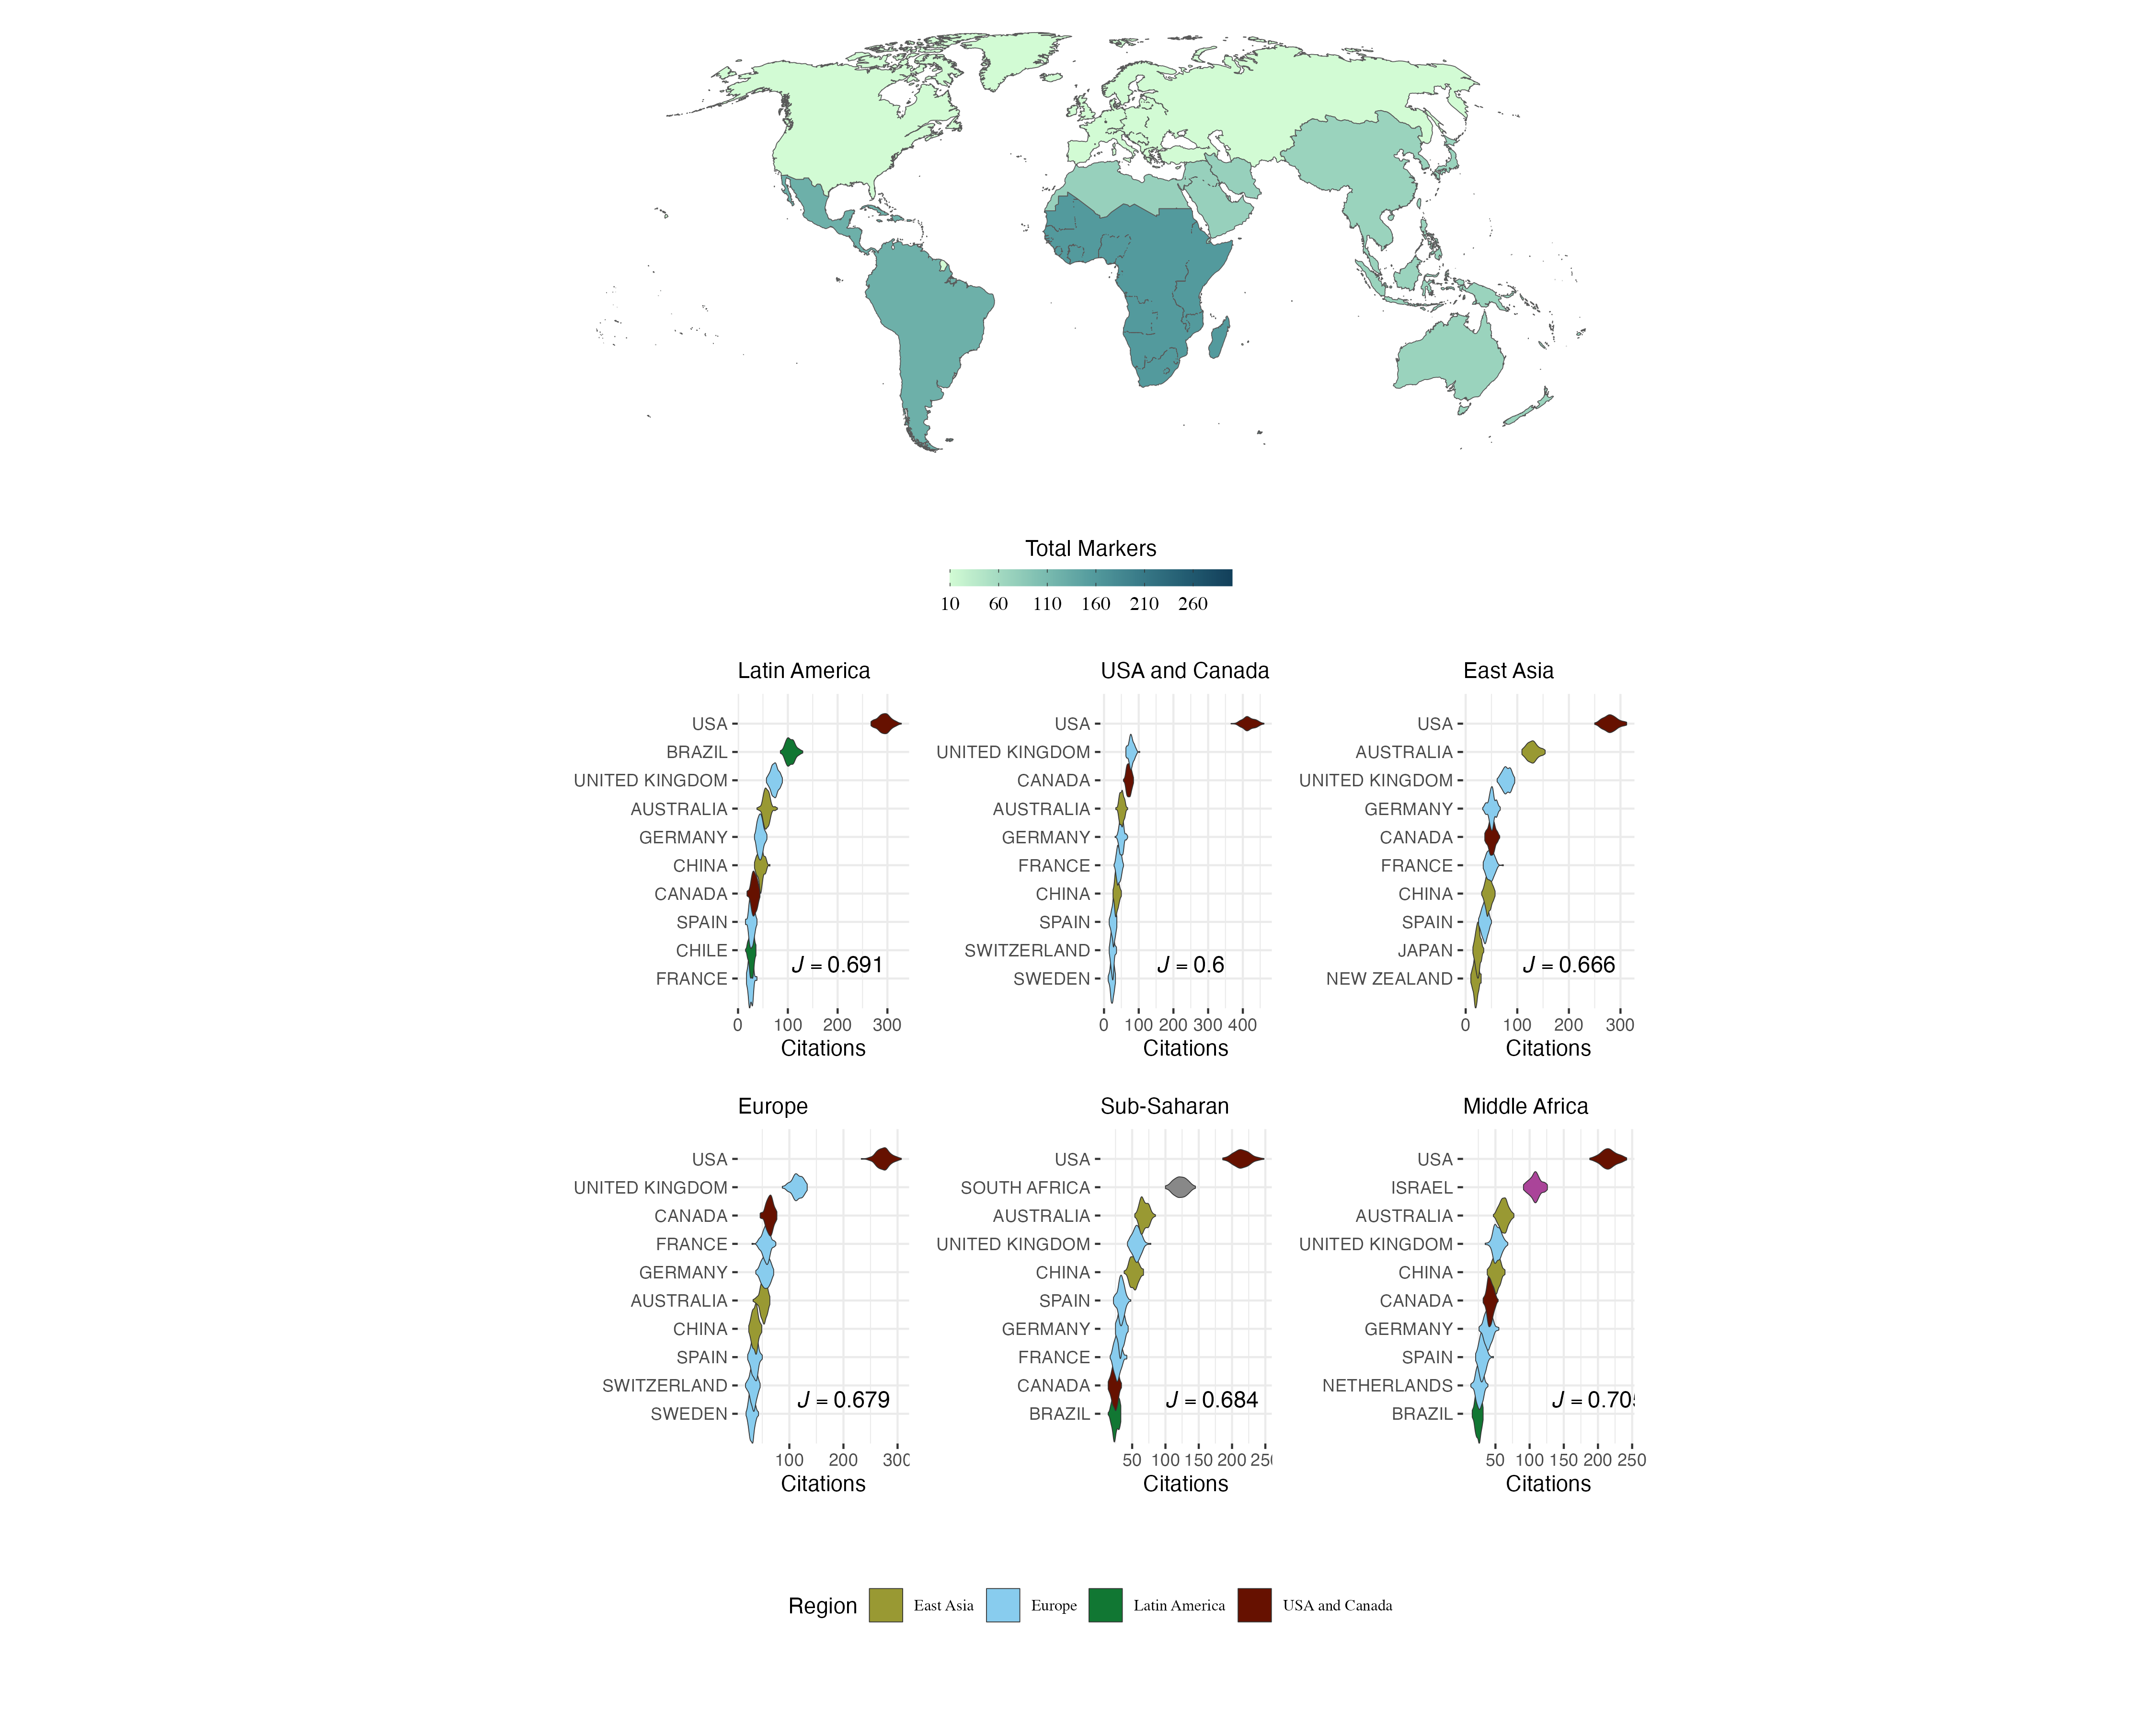 Total Markers
10 60 110 160 210 260
Latin America
USA
BRAZIL
UNITED KINGDOM
AUSTRALIA
GERMANY
CHINA
CANADA
SPAIN
CHILE
FRANCE
J = 0.691
0 100 200 300
Citations
USA and Canada
USA
UNITED KINGDOM
CANADA
AUSTRALIA
GERMANY
FRANCE
CHINA
SPAIN
SWITZERLAND
SWEDEN
J = 0.6
0 100 200 300 400
Citations
East Asia
USA
AUSTRALIA
UNITED KINGDOM
GERMANY
CANADA
FRANCE
CHINA
SPAIN
JAPAN
NEW ZEALAND
J = 0.666
0 100 200 300
Citations
Europe
USA
UNITED KINGDOM
CANADA
FRANCE
GERMANY
AUSTRALIA
CHINA
SPAIN
SWITZERLAND
SWEDEN
J = 0.679
100 200 300
Citations
Sub-Saharan
USA
SOUTH AFRICA
AUSTRALIA
UNITED KINGDOM
CHINA
SPAIN
GERMANY
FRANCE
CANADA
BRAZIL
J = 0.684
50 100 150 200 250
Citations
Middle Africa
USA
ISRAEL
AUSTRALIA
UNITED KINGDOM
CHINA
CANADA
GERMANY
SPAIN
NETHERLANDS
BRAZIL
J = 0.705
50 100 150 200 250
Citations
Region East Asia Europe Latin America USA and Canada